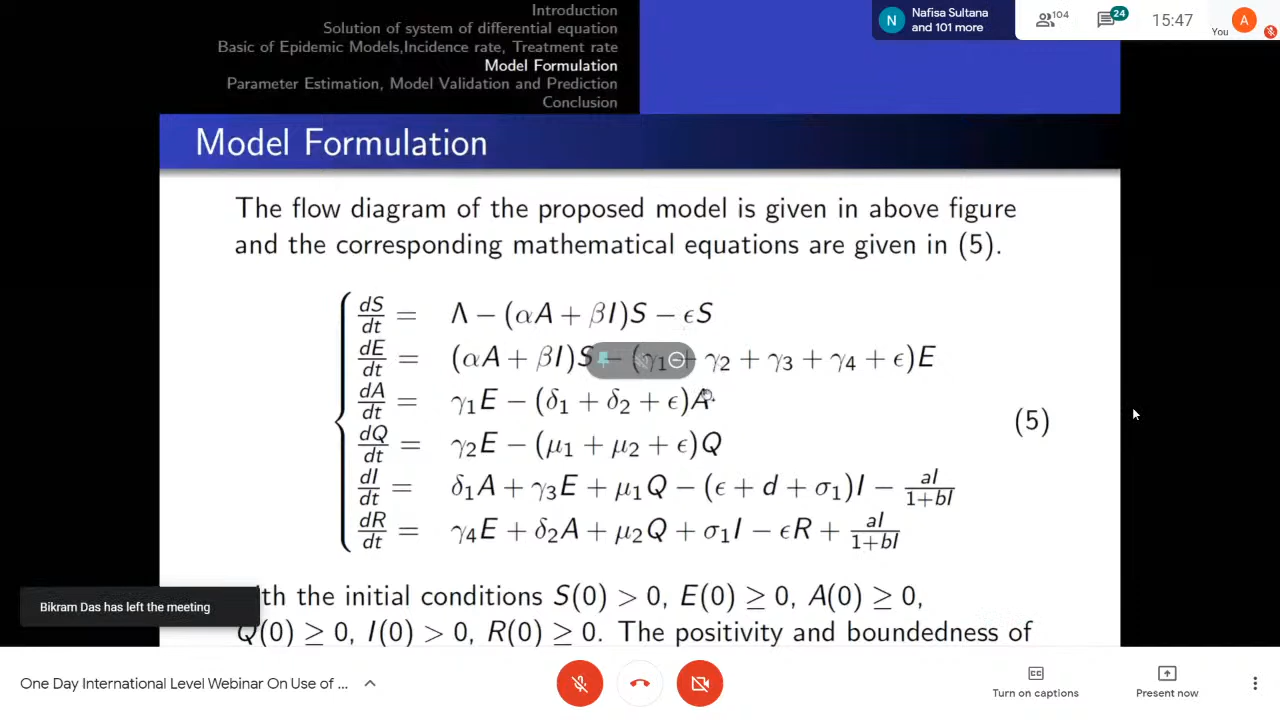 Introduction
Solution of system of differential equation
Basic of Epidemic Models,Incidence rate, Treatment rate
Model Formulation
Parameter Estimation, Model Validation and Prediction
Conclusion
N Nafisa Sultana and 101 more
104
24
15:47
You
A
Model Formulation
The flow diagram of the proposed model is given in above figure
and the corresponding mathematical equations are given in (5).
dS/dt = Λ − (αA + βI)S − ϵS
dE/dt = (αA + βI)S − (γ₁ + γ₂ + γ₃ + γ₄ + ϵ)E
dA/dt = γ₁E − (δ₁ + δ₂ + ϵ)A
dQ/dt = γ₂E − (μ₁ + μ₂ + ϵ)Q
dI/dt = δ₁A + γ₃E + μ₁Q − (ϵ + d + σ₁)I − aI/1+bI
dR/dt = γ₄E + δ₂A + μ₂Q + σ₁I − ϵR + aI/1+bI
(5)
th the initial conditions S(0) > 0, E(0) ≥ 0, A(0) ≥ 0,
Q(0) ≥ 0, I(0) > 0, R(0) ≥ 0. The positivity and boundedness of
Bikram Das has left the meeting
One Day International Level Webinar On Use of ...
Turn on captions
Present now